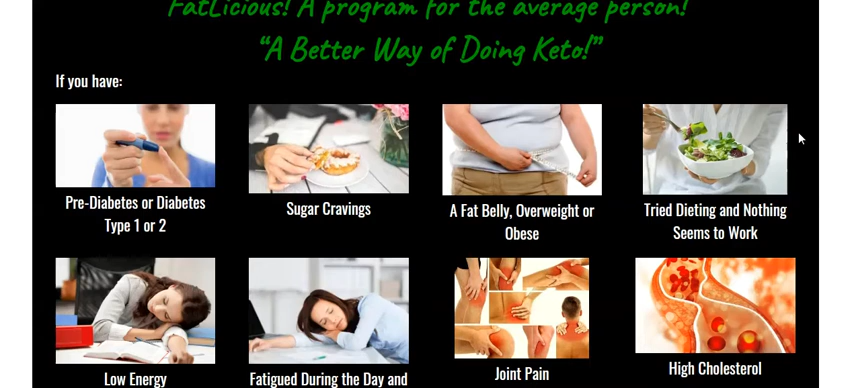 FatLicious! A program for the average person!
"A Better Way of Doing Keto!"
If you have:
Pre-Diabetes or Diabetes
Type 1 or 2
Sugar Cravings
A Fat Belly, Overweight or
Obese
Tried Dieting and Nothing
Seems to Work
Low Energy
Fatigued During the Day and
Joint Pain
High Cholesterol